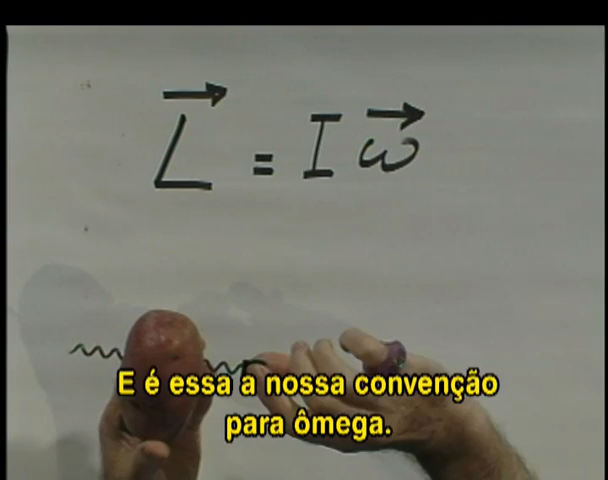 L⃗ = I ω⃗
E é essa a nossa convenção
para ômega.